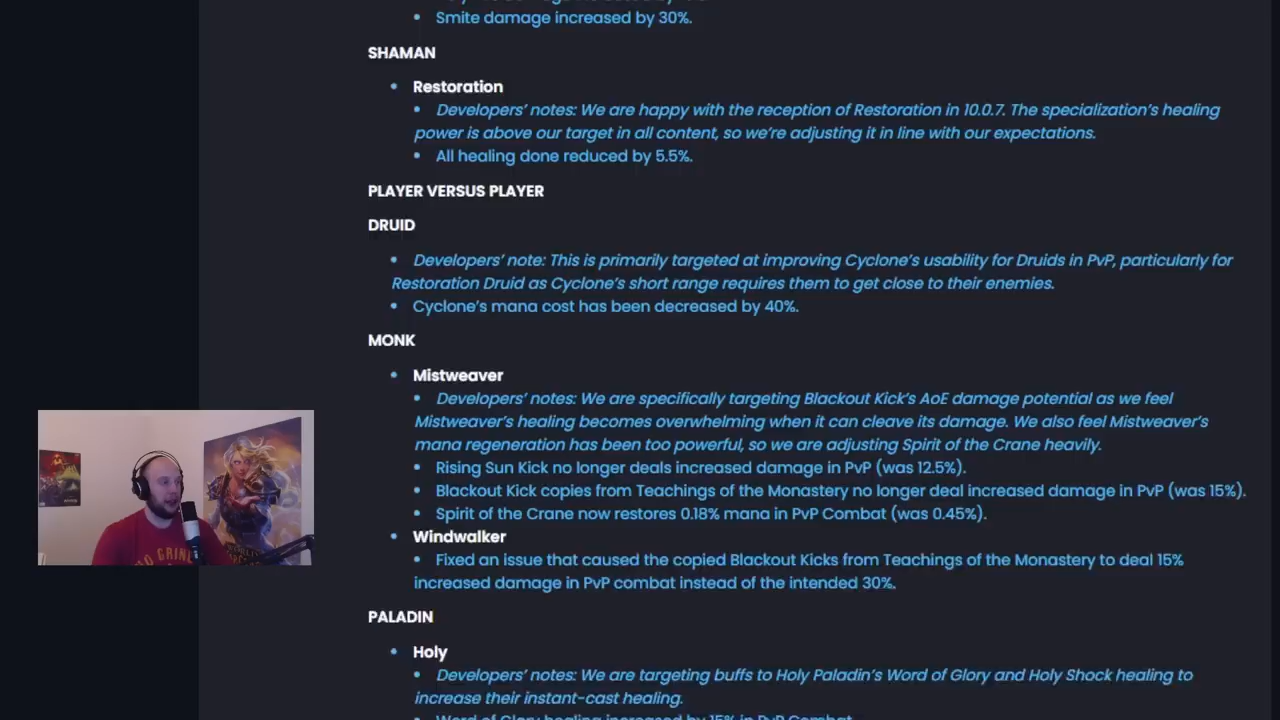 Smite damage increased by 30%.
SHAMAN
Restoration
Developers' notes: We are happy with the reception of Restoration in 10.0.7. The specialization's healing
power is above our target in all content, so we're adjusting it in line with our expectations.
All healing done reduced by 5.5%.
PLAYER VERSUS PLAYER
DRUID
Developers' note: This is primarily targeted at improving Cyclone's usability for Druids in PvP, particularly for
Restoration Druid as Cyclone's short range requires them to get close to their enemies.
Cyclone's mana cost has been decreased by 40%.
MONK
Mistweaver
Developers' notes: We are specifically targeting Blackout Kick's AoE damage potential as we feel
Mistweaver's healing becomes overwhelming when it can cleave its damage. We also feel Mistweaver's
mana regeneration has been too powerful, so we are adjusting Spirit of the Crane heavily.
Rising Sun Kick no longer deals increased damage in PvP (was 12.5%).
Blackout Kick copies from Teachings of the Monastery no longer deal increased damage in PvP (was 15%).
Spirit of the Crane now restores 0.18% mana in PvP Combat (was 0.45%).
Windwalker
Fixed an issue that caused the copied Blackout Kicks from Teachings of the Monastery to deal 15%
increased damage in PvP combat instead of the intended 30%.
PALADIN
Holy
Developers' notes: We are targeting buffs to Holy Paladin's Word of Glory and Holy Shock healing to
increase their instant-cast healing.
Word of Glory healing increased by 15% in PvP Combat